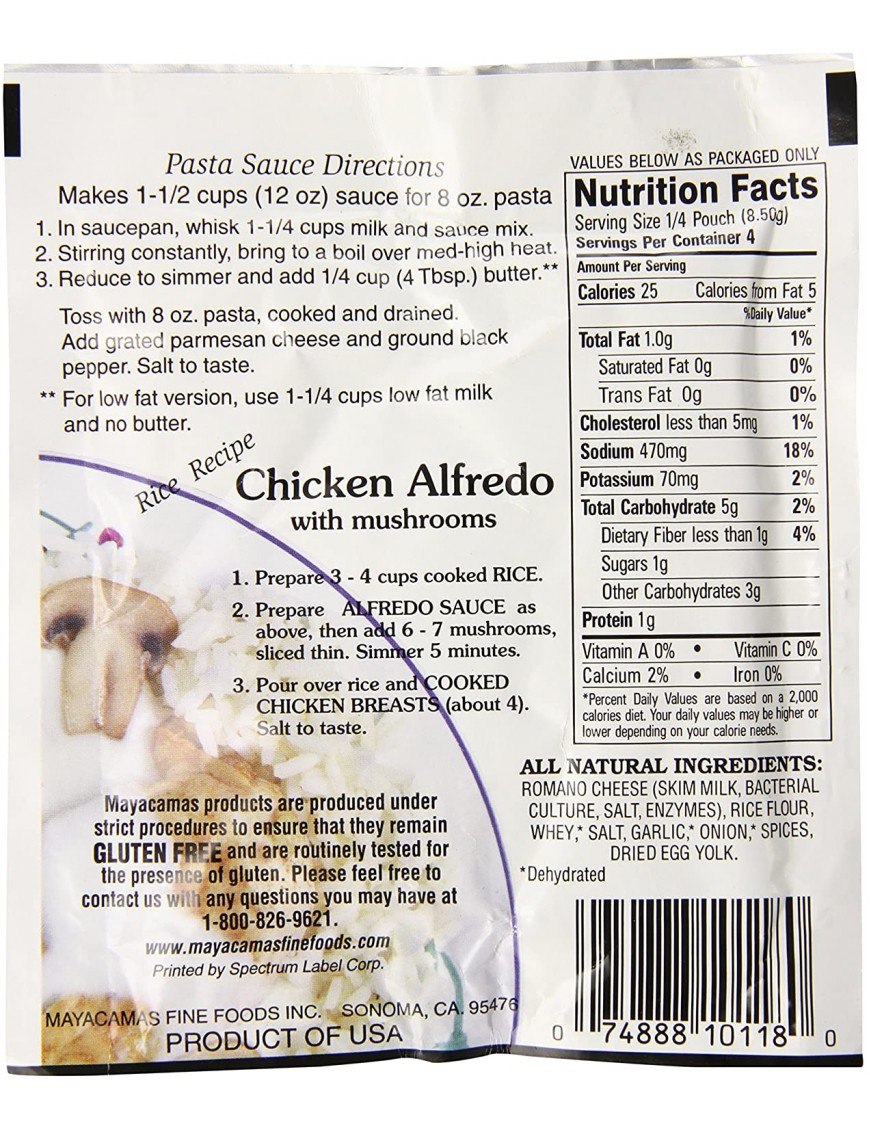 Pasta Sauce Directions
Makes 1-1/2 cups (12 oz) sauce for 8 oz. pasta
1. In saucepan, whisk 1-1/4 cups milk and sauce mix.
2. Stirring constantly, bring to a boil over med-high heat.
3. Reduce to simmer and add 1/4 cup (4 Tbsp.) butter.**
Toss with 8 oz. pasta, cooked and drained.
Add grated parmesan cheese and ground black
pepper. Salt to taste.
** For low fat version, use 1-1/4 cups low fat milk
and no butter.
Rice Recipe
Chicken Alfredo
with mushrooms
1. Prepare 3 - 4 cups cooked RICE.
2. Prepare ALFREDO SAUCE as
above, then add 6 - 7 mushrooms,
sliced thin. Simmer 5 minutes.
3. Pour over rice and COOKED
CHICKEN BREASTS (about 4).
Salt to taste.
Mayacamas products are produced under
strict procedures to ensure that they remain
GLUTEN FREE and are routinely tested for
the presence of gluten. Please feel free to
contact us with any questions you may have at
1-800-826-9621.
www.mayacamasfinefoods.com
Printed by Spectrum Label Corp.
MAYACAMAS FINE FOODS INC. SONOMA, CA. 95476
PRODUCT OF USA
VALUES BELOW AS PACKAGED ONLY
Nutrition Facts
Serving Size 1/4 Pouch (8.50g)
Servings Per Container 4
Amount Per Serving
Calories 25 Calories from Fat 5
%Daily Value*
Total Fat 1.0g 1%
Saturated Fat 0g 0%
Trans Fat 0g 0%
Cholesterol less than 5mg 1%
Sodium 470mg 18%
Potassium 70mg 2%
Total Carbohydrate 5g 2%
Dietary Fiber less than 1g 4%
Sugars 1g
Other Carbohydrates 3g
Protein 1g
Vitamin A 0% • Vitamin C 0%
Calcium 2% • Iron 0%
*Percent Daily Values are based on a 2,000
calories diet. Your daily values may be higher or
lower depending on your calorie needs.
ALL NATURAL INGREDIENTS:
ROMANO CHEESE (SKIM MILK, BACTERIAL
CULTURE, SALT, ENZYMES), RICE FLOUR,
WHEY,* SALT, GARLIC,* ONION,* SPICES,
DRIED EGG YOLK.
*Dehydrated
0 74888 10118 0